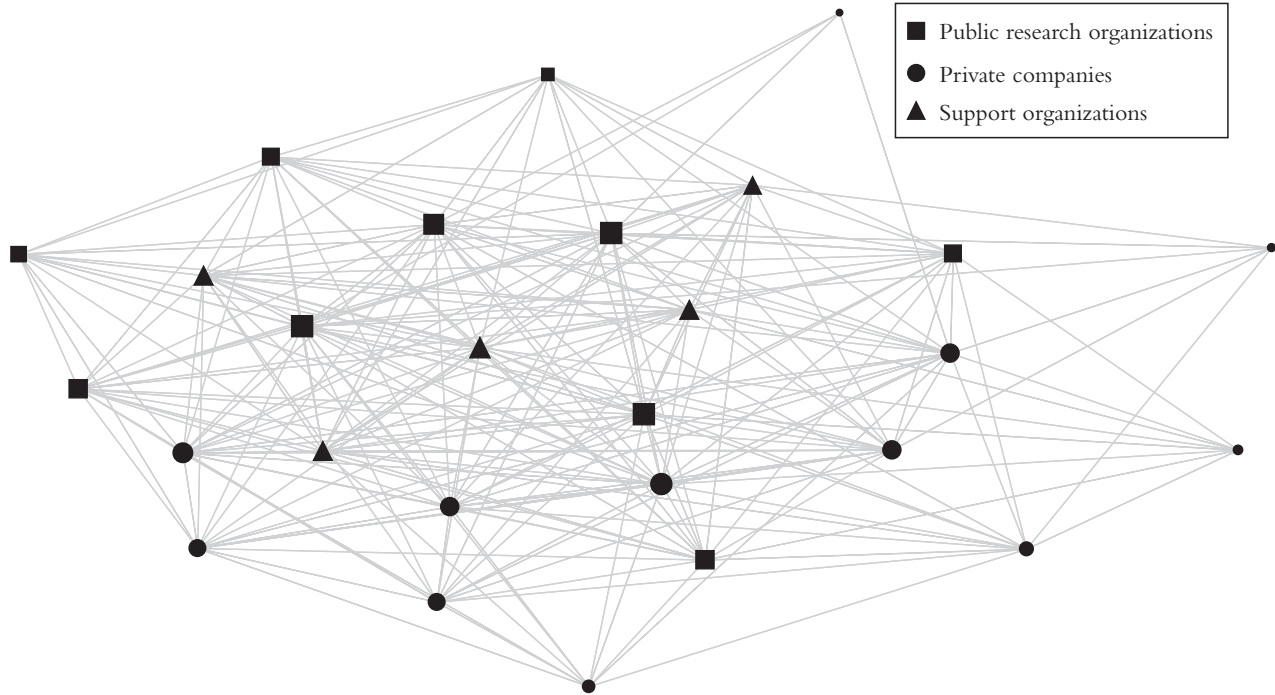 Public research organizations
Private companies
Support organizations